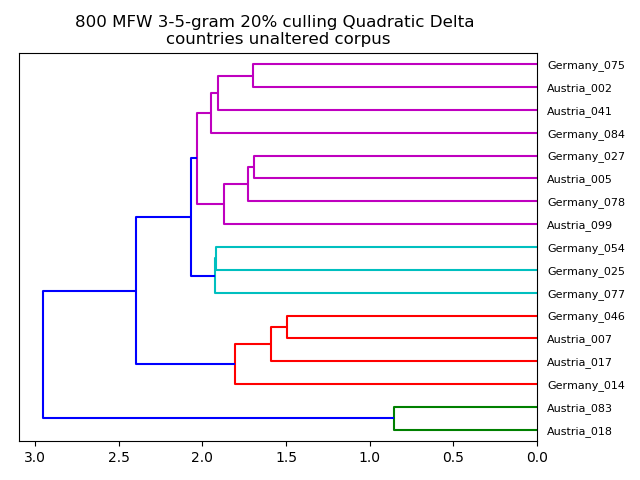 800 MFW 3-5-gram 20% culling Quadratic Delta
countries unaltered corpus
Germany_075
Austria_002
Austria_041
Germany_084
Germany_027
Austria_005
Germany_078
Austria_099
Germany_054
Germany_025
Germany_077
Germany_046
Austria_007
Austria_017
Germany_014
Austria_083
Austria_018
3.0 2.5 2.0 1.5 1.0 0.5 0.0